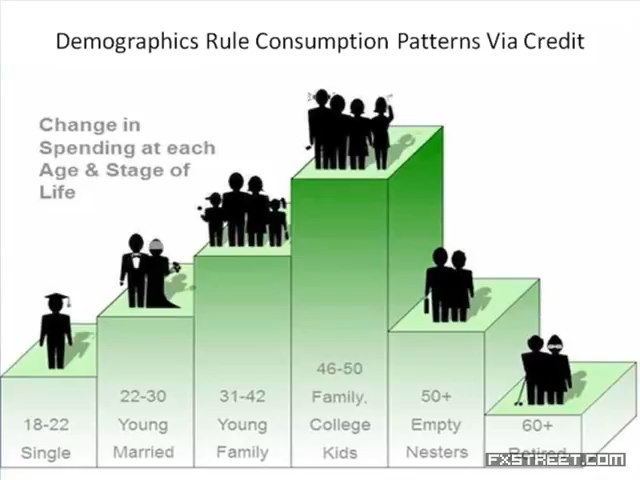 Demographics Rule Consumption Patterns Via Credit
Change in
Spending at each
Age & Stage of
Life
18-22
Single
22-30
Young
Married
31-42
Young
Family
46-50
Family.
College
Kids
50+
Empty
Nesters
60+
Retired
FXSTREET.COM